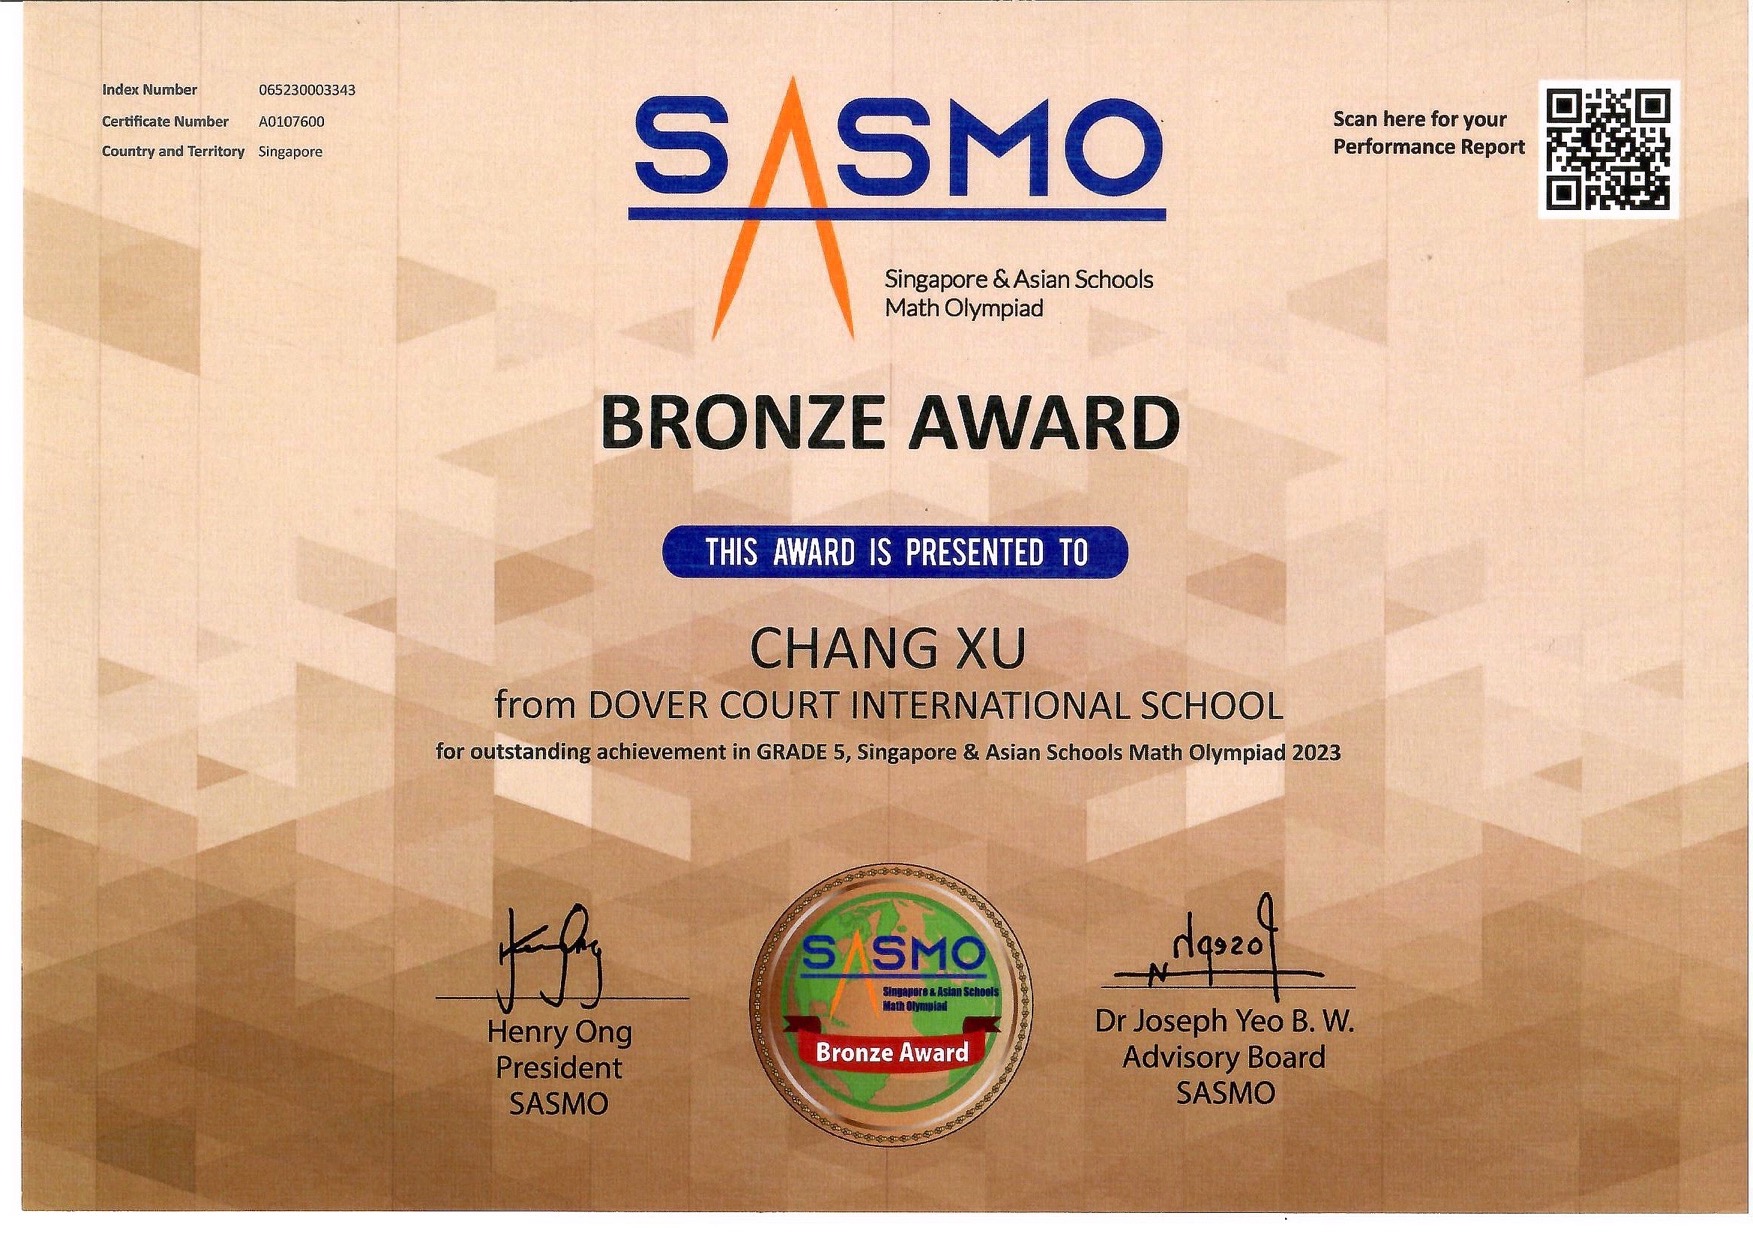 Index Number 065230003343
Certificate Number A0107600
Country and Territory Singapore
Scan here for your
Performance Report
SASMO
Singapore & Asian Schools
Math Olympiad
BRONZE AWARD
THIS AWARD IS PRESENTED TO
CHANG XU
from DOVER COURT INTERNATIONAL SCHOOL
for outstanding achievement in GRADE 5, Singapore & Asian Schools Math Olympiad 2023
SASMO
Singapore & Asian Schools
Math Olympiad
Bronze Award
Henry Ong
President
SASMO
Dr Joseph Yeo B. W.
Advisory Board
SASMO